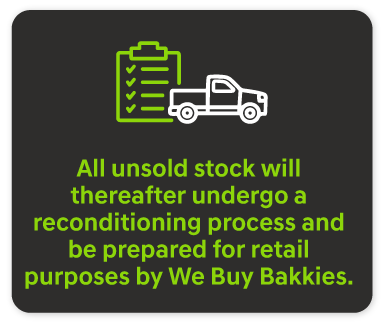 All unsold stock will
thereafter undergo a
reconditioning process and
be prepared for retail
purposes by We Buy Bakkies.